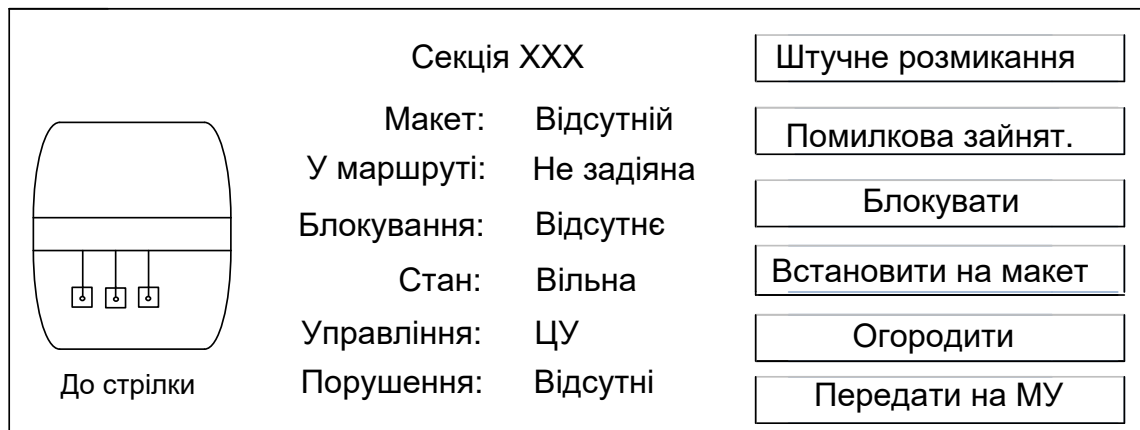 Секція XXX
Макет: Відсутній
У маршруті: Не задіяна
Блокування: Відсутнє
Стан: Вільна
Управління: ЦУ
Порушення: Відсутні
До стрілки
Штучне розмикання
Помилкова зайнят.
Блокувати
Встановити на макет
Огородити
Передати на МУ